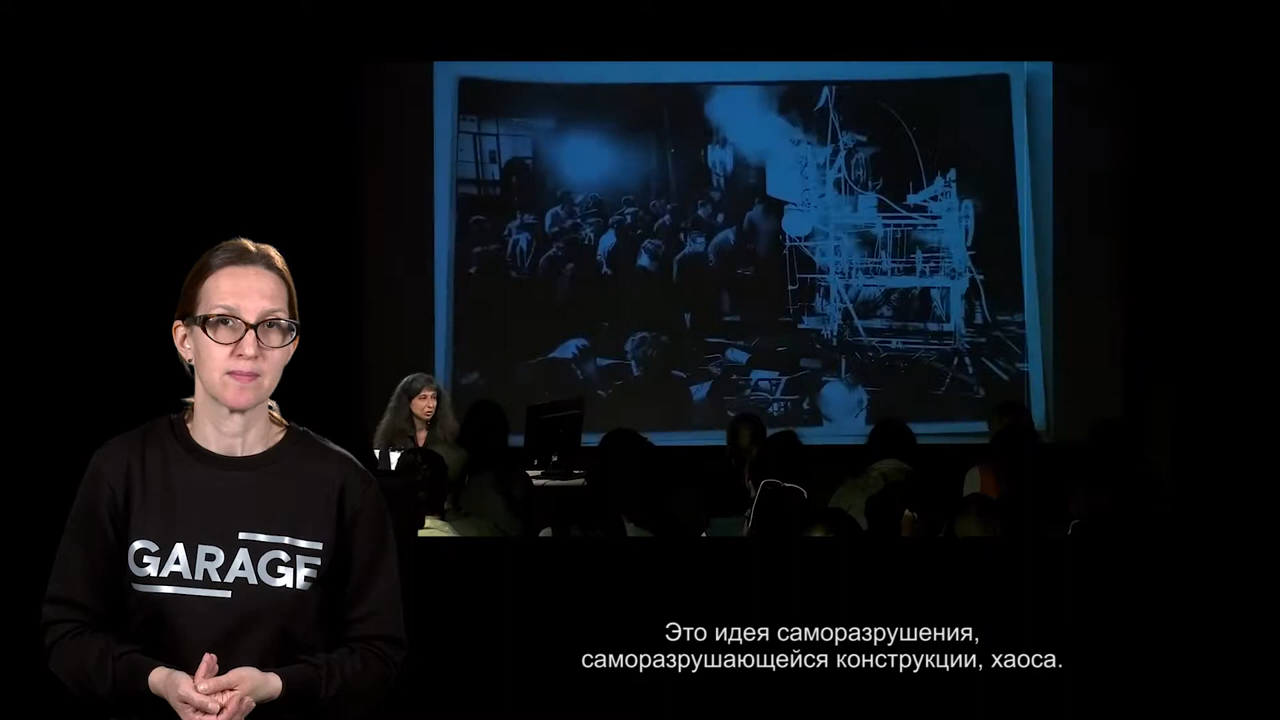 GARAGE
Это идея саморазрушения,
саморазрушающейся конструкции, хаоса.